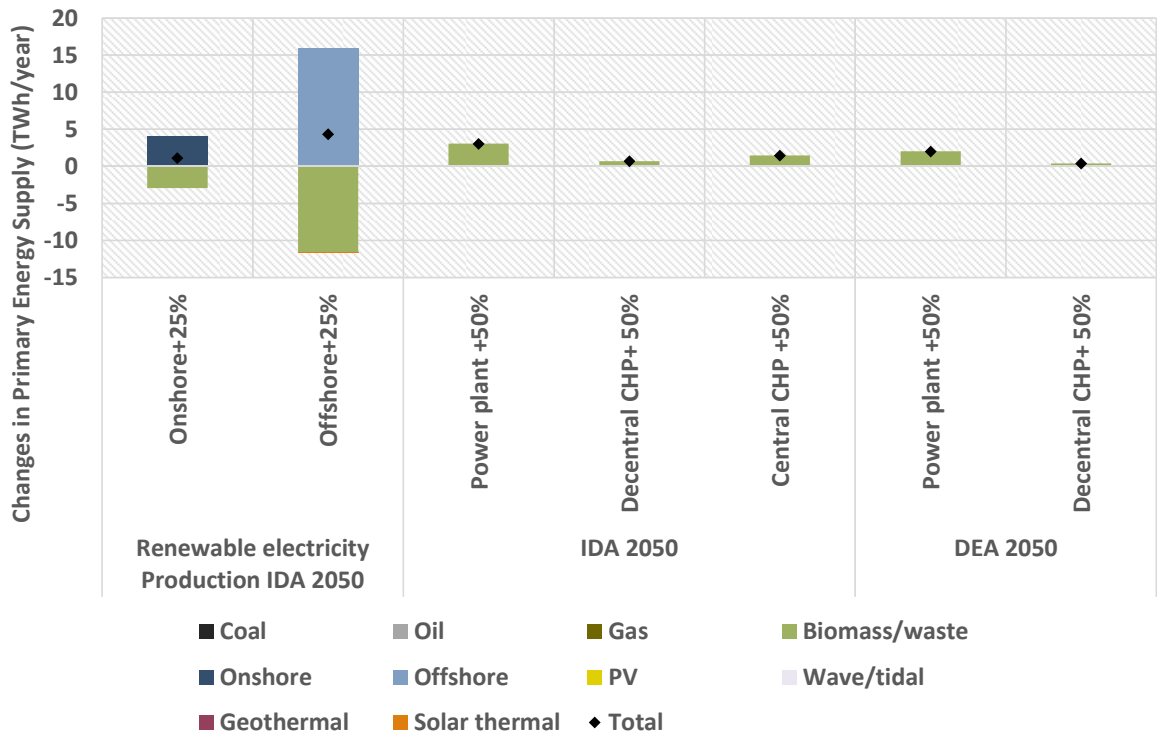 Changes in Primary Energy Supply (TWh/year)
20
15
10
5
0
-5
-10
-15
Onshore+25%
Offshore+25%
Power plant +50%
Decentral CHP+ 50%
Central CHP +50%
Power plant +50%
Decentral CHP+ 50%
Renewable electricity
Production IDA 2050
IDA 2050
DEA 2050
Coal
Oil
Gas
Biomass/waste
Onshore
Offshore
PV
Wave/tidal
Geothermal
Solar thermal
Total